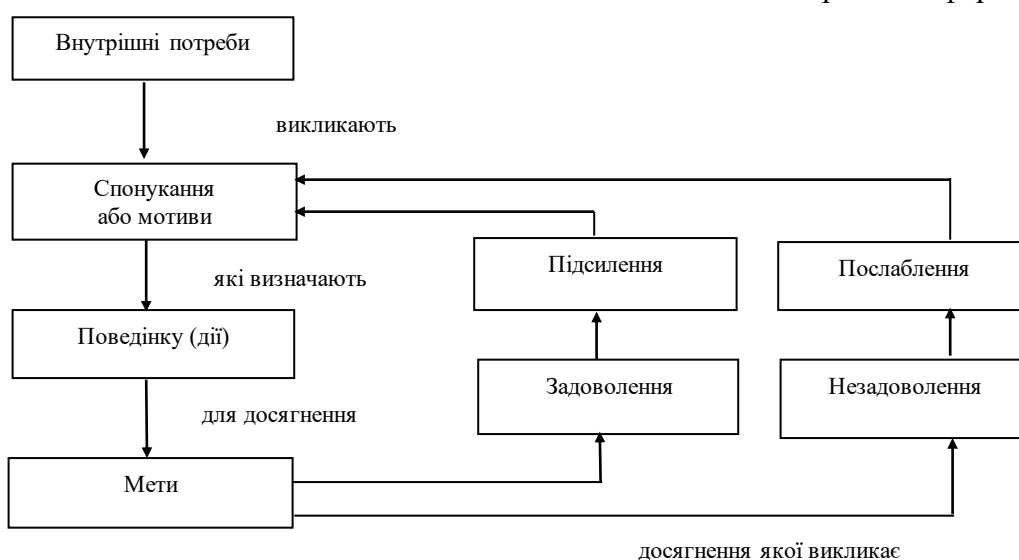 Внутрішні потреби
викликають
Спонукання
або мотиви
які визначають
Підсилення
Послаблення
Поведінку (дії)
Задоволення
Незадоволення
для досягнення
Мети
досягнення якої викликає